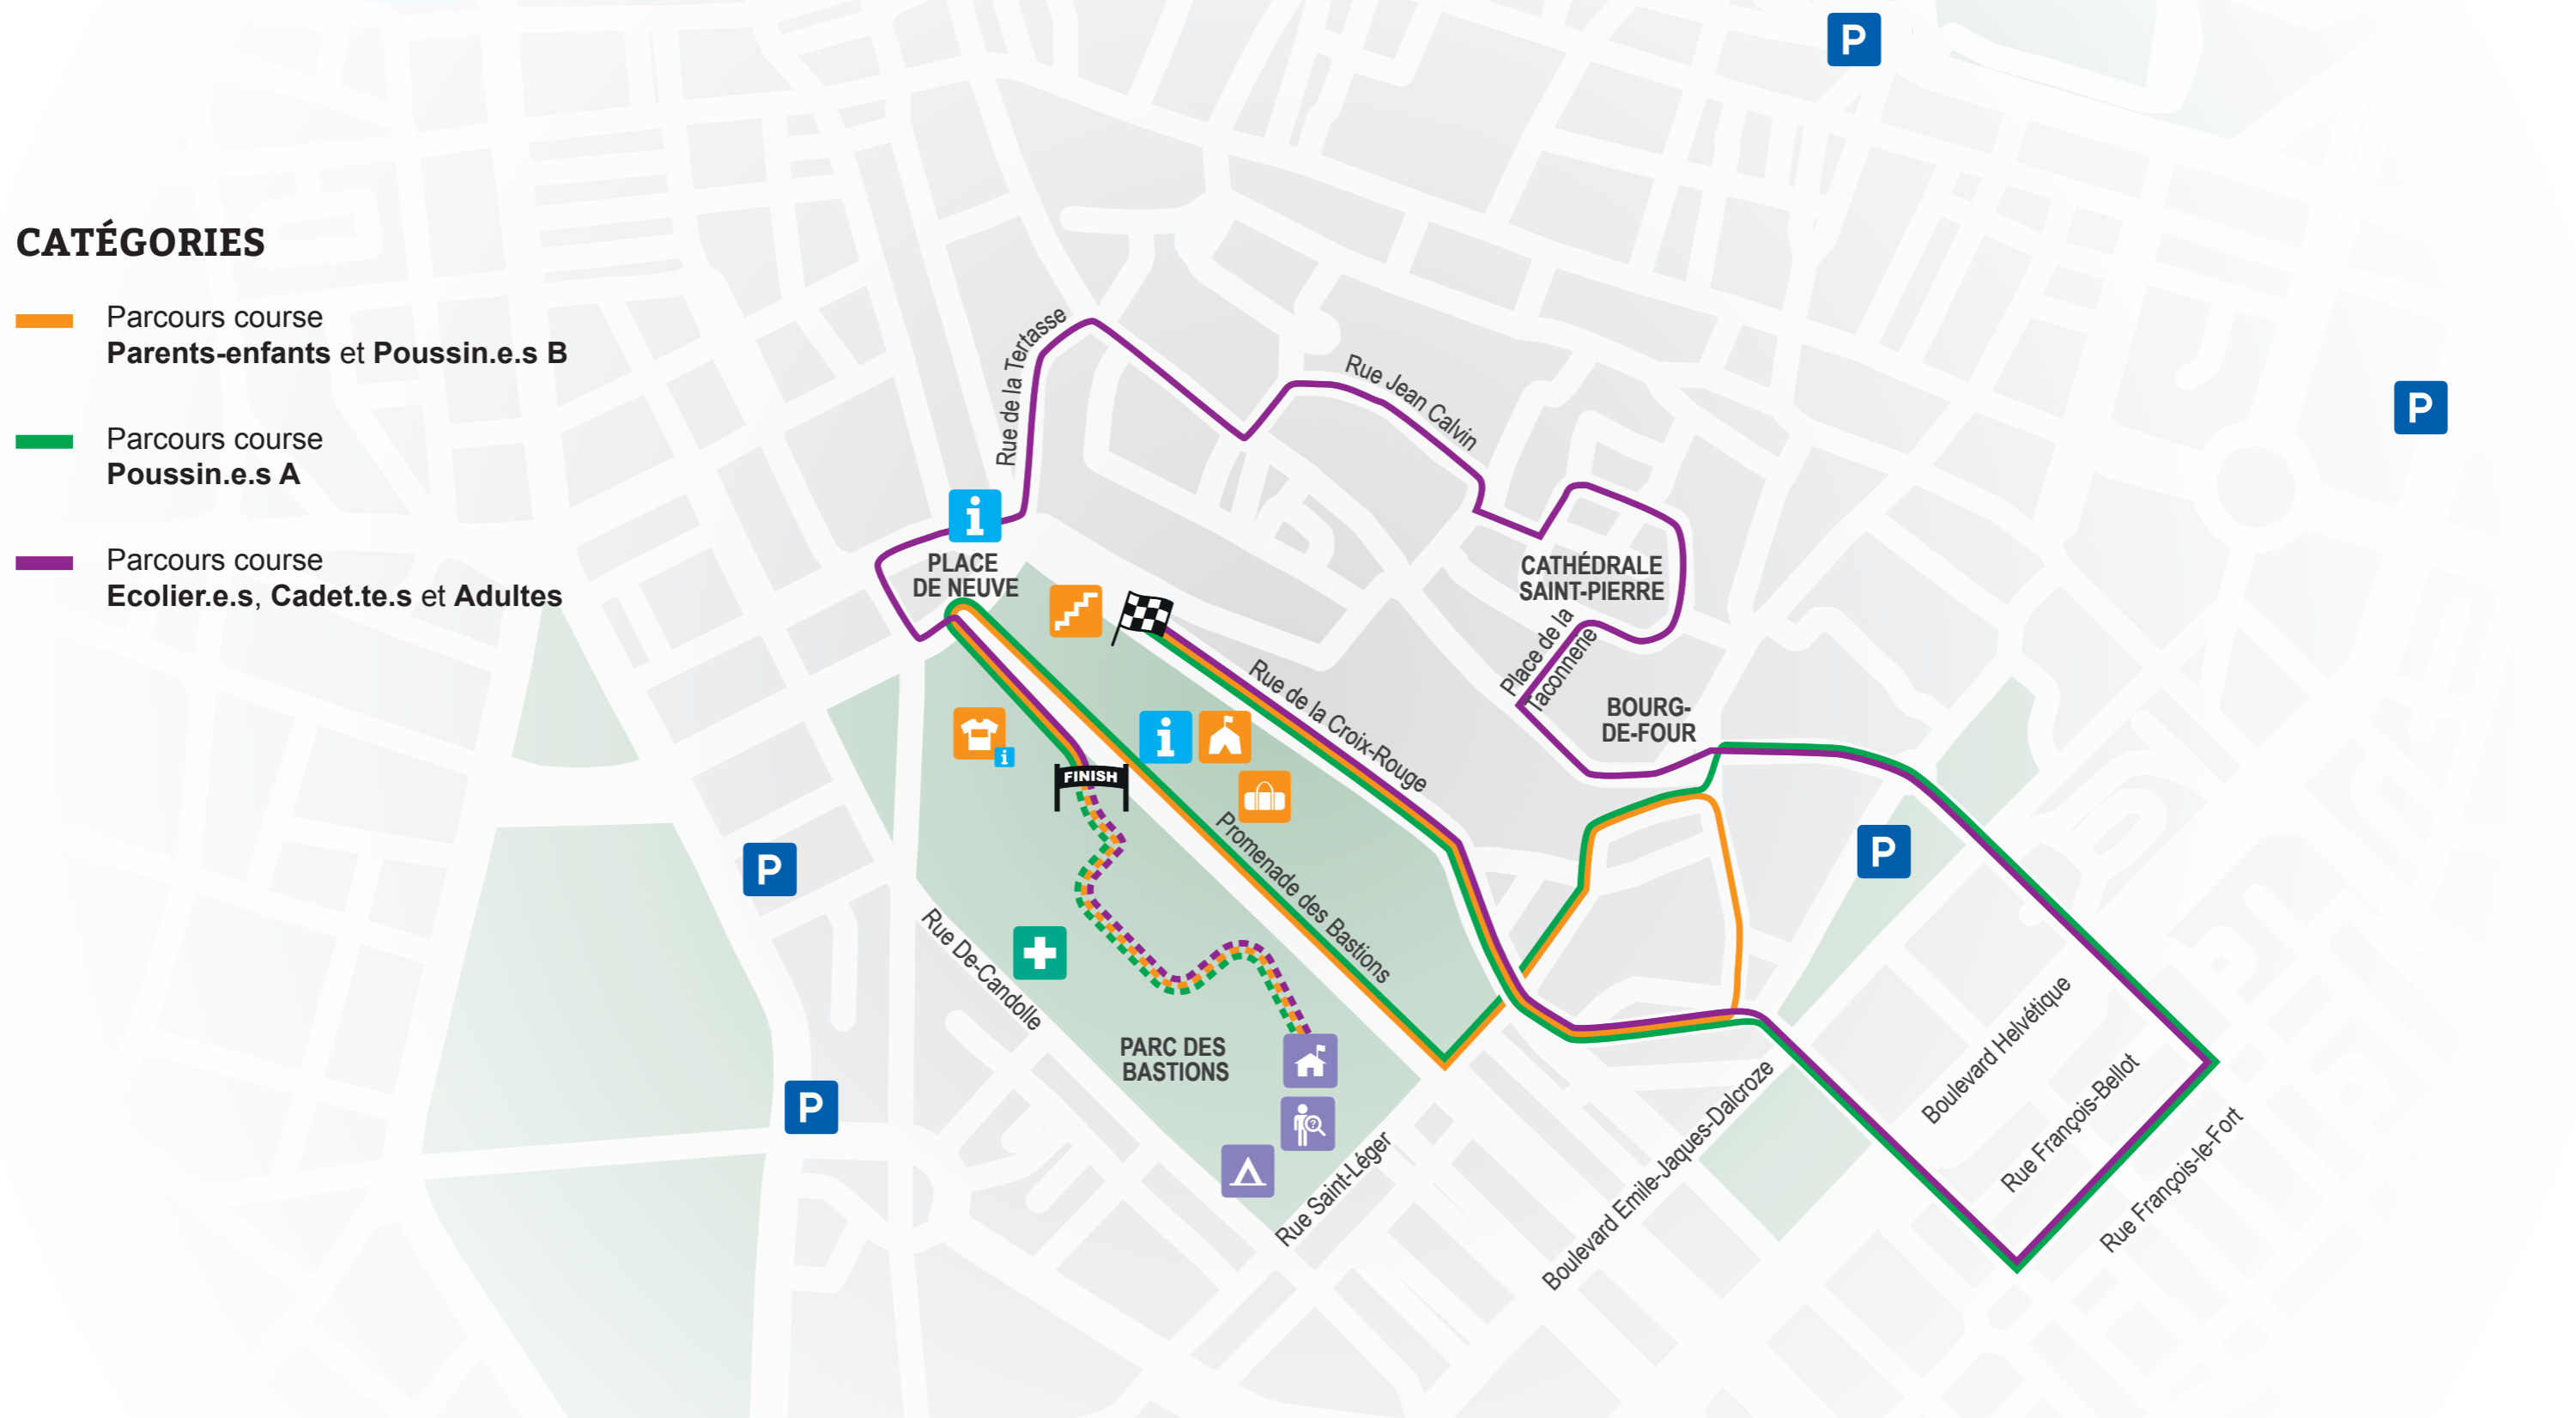 CATÉGORIES
Parcours course
Parents-enfants et Poussin.e.s B
Parcours course
Poussin.e.s A
Parcours course
Ecolier.e.s, Cadet.te.s et Adultes
P
P
Rue de la Tertasse
Rue Jean Calvin
i
PLACE
DE NEUVE
CATHÉDRALE
SAINT-PIERRE
Place de la
Taconnerie
Rue de la Croix-Rouge
BOURG-
DE-FOUR
i
i
FINISH
Promenade des Bastions
P
P
Rue De-Candolle
PARC DES
BASTIONS
P
?
Rue Saint-Léger
Boulevard Emile-Jaques-Dalcroze
Boulevard Helvétique
Rue François-Bellot
Rue François-le-Fort